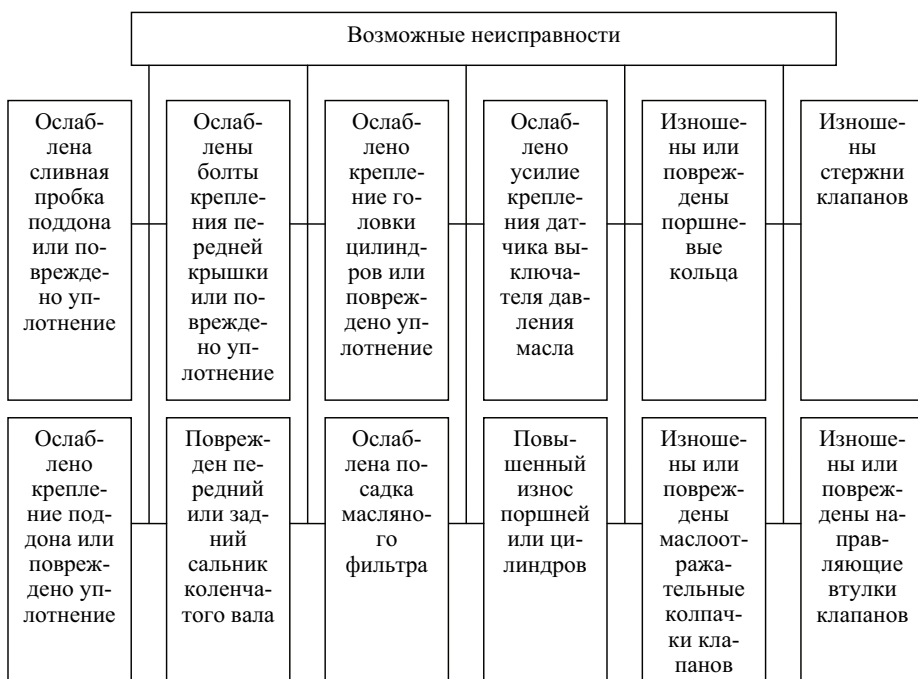 Возможные неисправности
Ослаб-
лена
сливная
пробка
поддона
или по-
врежде-
но уп-
лотнение
Ослаб-
лены
болты
крепления
пе-
редней
крышки
или по-
врежде-
но уп-
лотнение
Ослаб-
лено
крепле-
ние го-
ловки
цилинд-
ров или
повреж-
дено уп-
лотнение
Ослаб-
лено
усилие
крепле-
ния дат-
чика вы-
ключа-
теля дав-
ления
масла
Изноше-
ны или
повреж-
дены
поршне-
вые
кольца
Изноше-
ны
стержни
клапанов
Ослаб-
лено
крепле-
ние под-
дона или
повреж-
дено уп-
лотнение
Повреж-
ден пе-
редний
или зад-
ний
сальник
коленча-
того вала
Ослаб-
лена по-
садка
масляно-
го
фильтра
Повы-
шенный
износ
поршней
или ци-
линдров
Изноше-
ны или
повреж-
дены
маслоот-
ража-
тельные
колпач-
ки кла-
панов
Изноше-
ны или
повреж-
дены на-
прав-
ляющие
втулки
клапанов